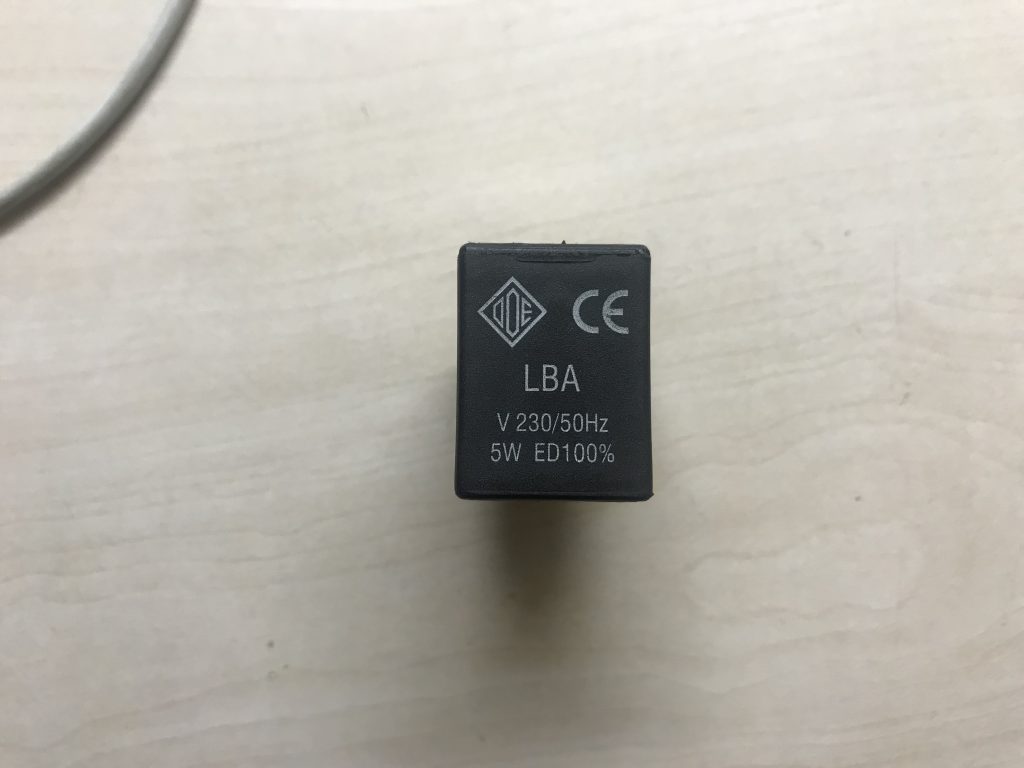 ODE CE
LBA
V 230/50Hz
5W ED100%